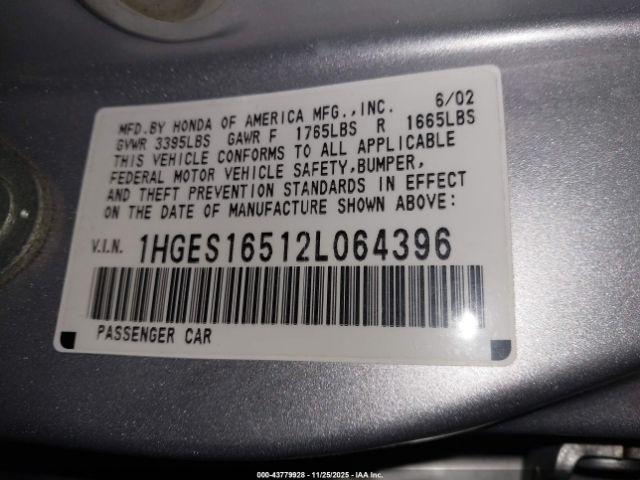 MFD.BY HONDA OF AMERICA MFG.,INC. 6/02
GVWR 3395LBS GAWR F 1765LBS R 1665LBS
THIS VEHICLE CONFORMS TO ALL APPLICABLE
FEDERAL MOTOR VEHICLE SAFETY,BUMPER,
AND THEFT PREVENTION STANDARDS IN EFFECT
ON THE DATE OF MANUFACTURE SHOWN ABOVE:
V.I.N. 1HGES16512L064396
PASSENGER CAR
000-43779928 - 11/25/2025 - IAA Inc.